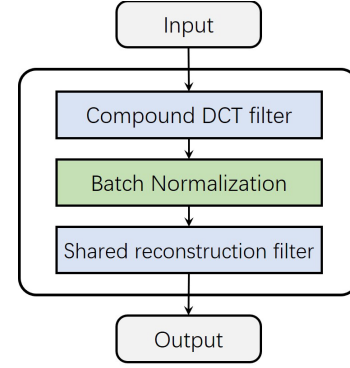 Input
Compound DCT filter
Batch Normalization
Shared reconstruction filter
Output